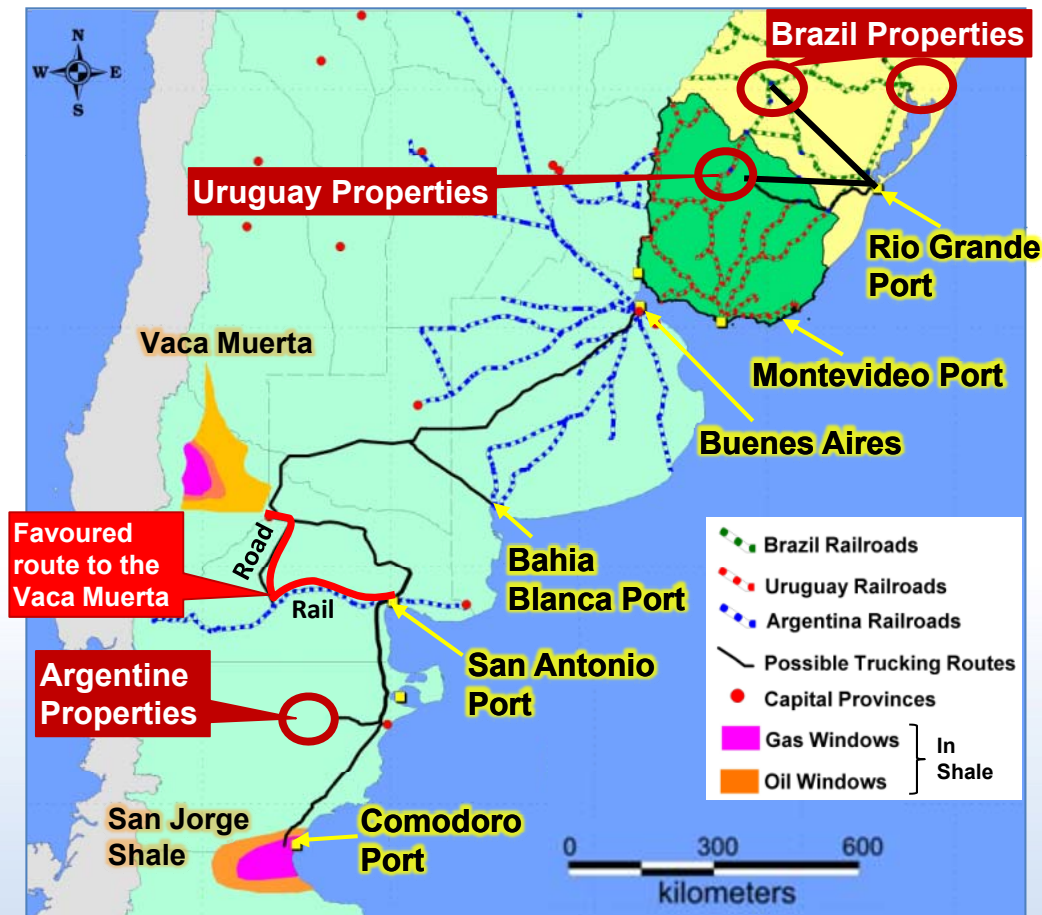 N
W E
S
Brazil Properties
Uruguay Properties
Rio Grande
Port
Vaca Muerta
Montevideo Port
Buenes Aires
Favoured
route to the
Vaca Muerta
Road
Rail
Bahia
Blanca Port
San Antonio
Port
Argentine
Properties
San Jorge
Shale
Comodoro
Port
Brazil Railroads
Uruguay Railroads
Argentina Railroads
Possible Trucking Routes
Capital Provinces
Gas Windows
Oil Windows
In
Shale
0 300 600
kilometers